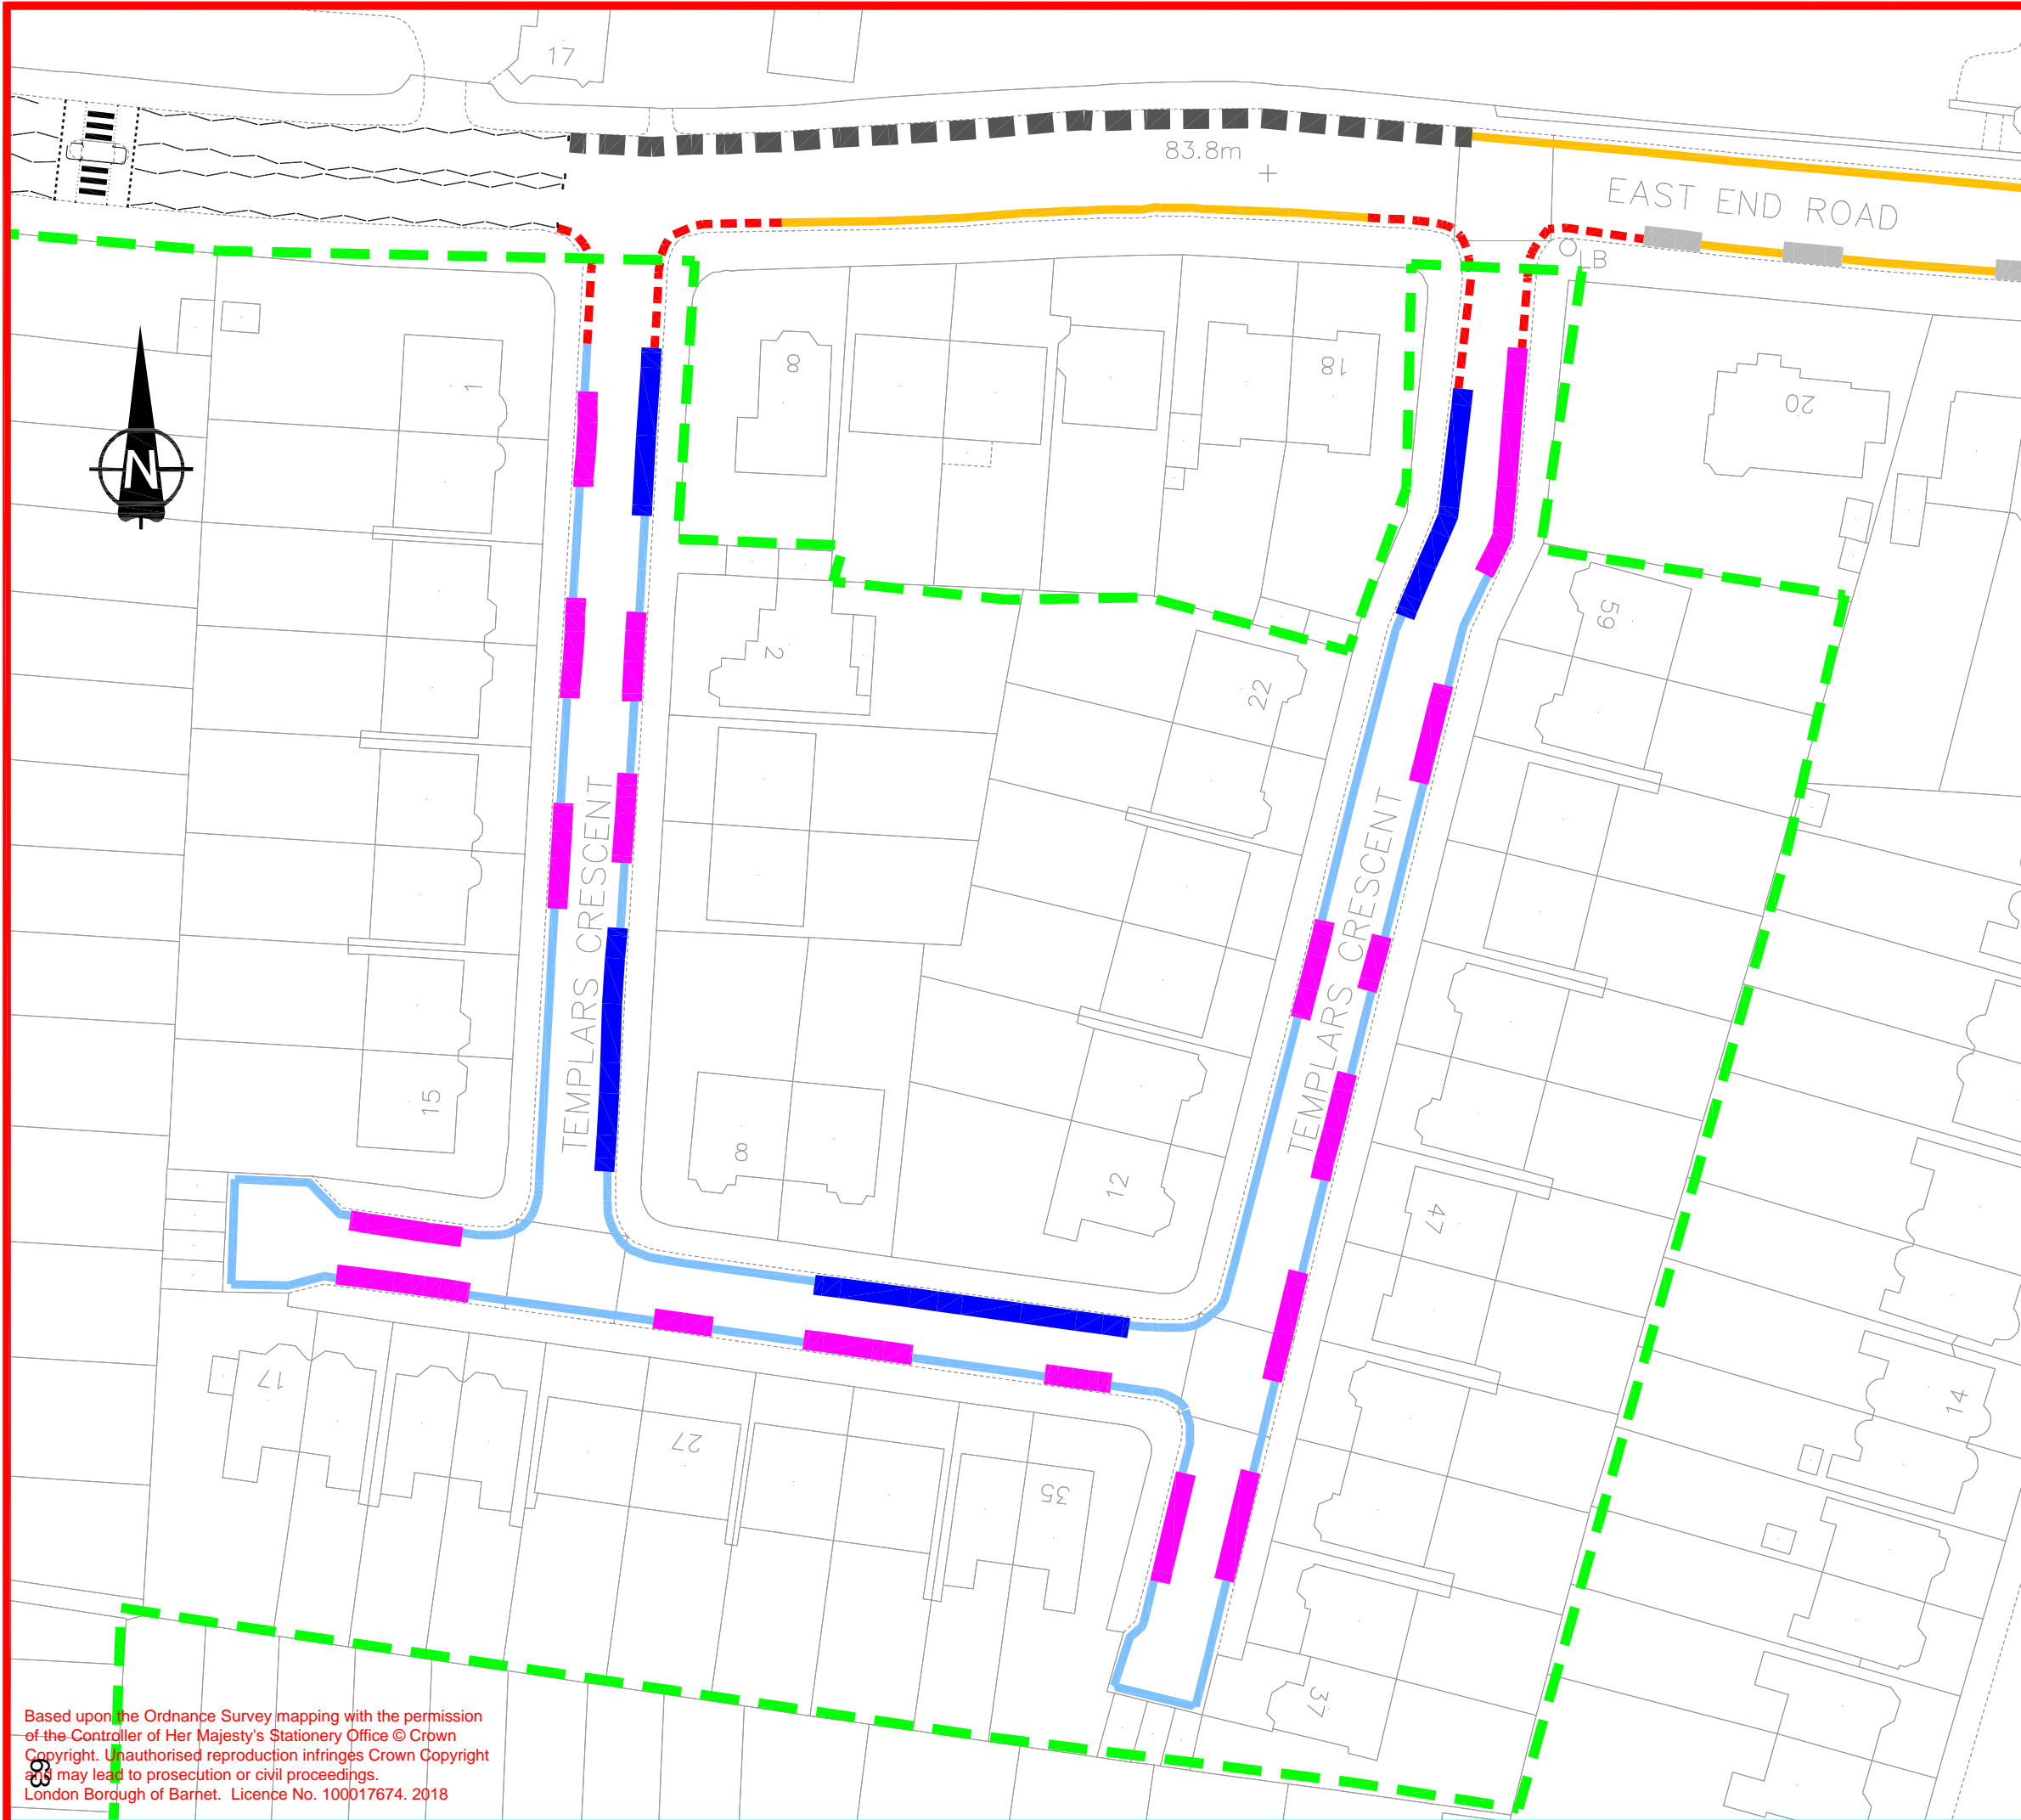 17
83.8m
EAST END ROAD
LB
1
8
18
20
N
2
59
22
TEMPLARS CRESCENT
TEMPLARS CRESCENT
15
8
12
47
17
27
35
14
37
Based upon the Ordnance Survey mapping with the permission
of the Controller of Her Majesty's Stationery Office © Crown
Copyright. Unauthorised reproduction infringes Crown Copyright
and may lead to prosecution or civil proceedings.
London Borough of Barnet. Licence No. 100017674. 2018
63